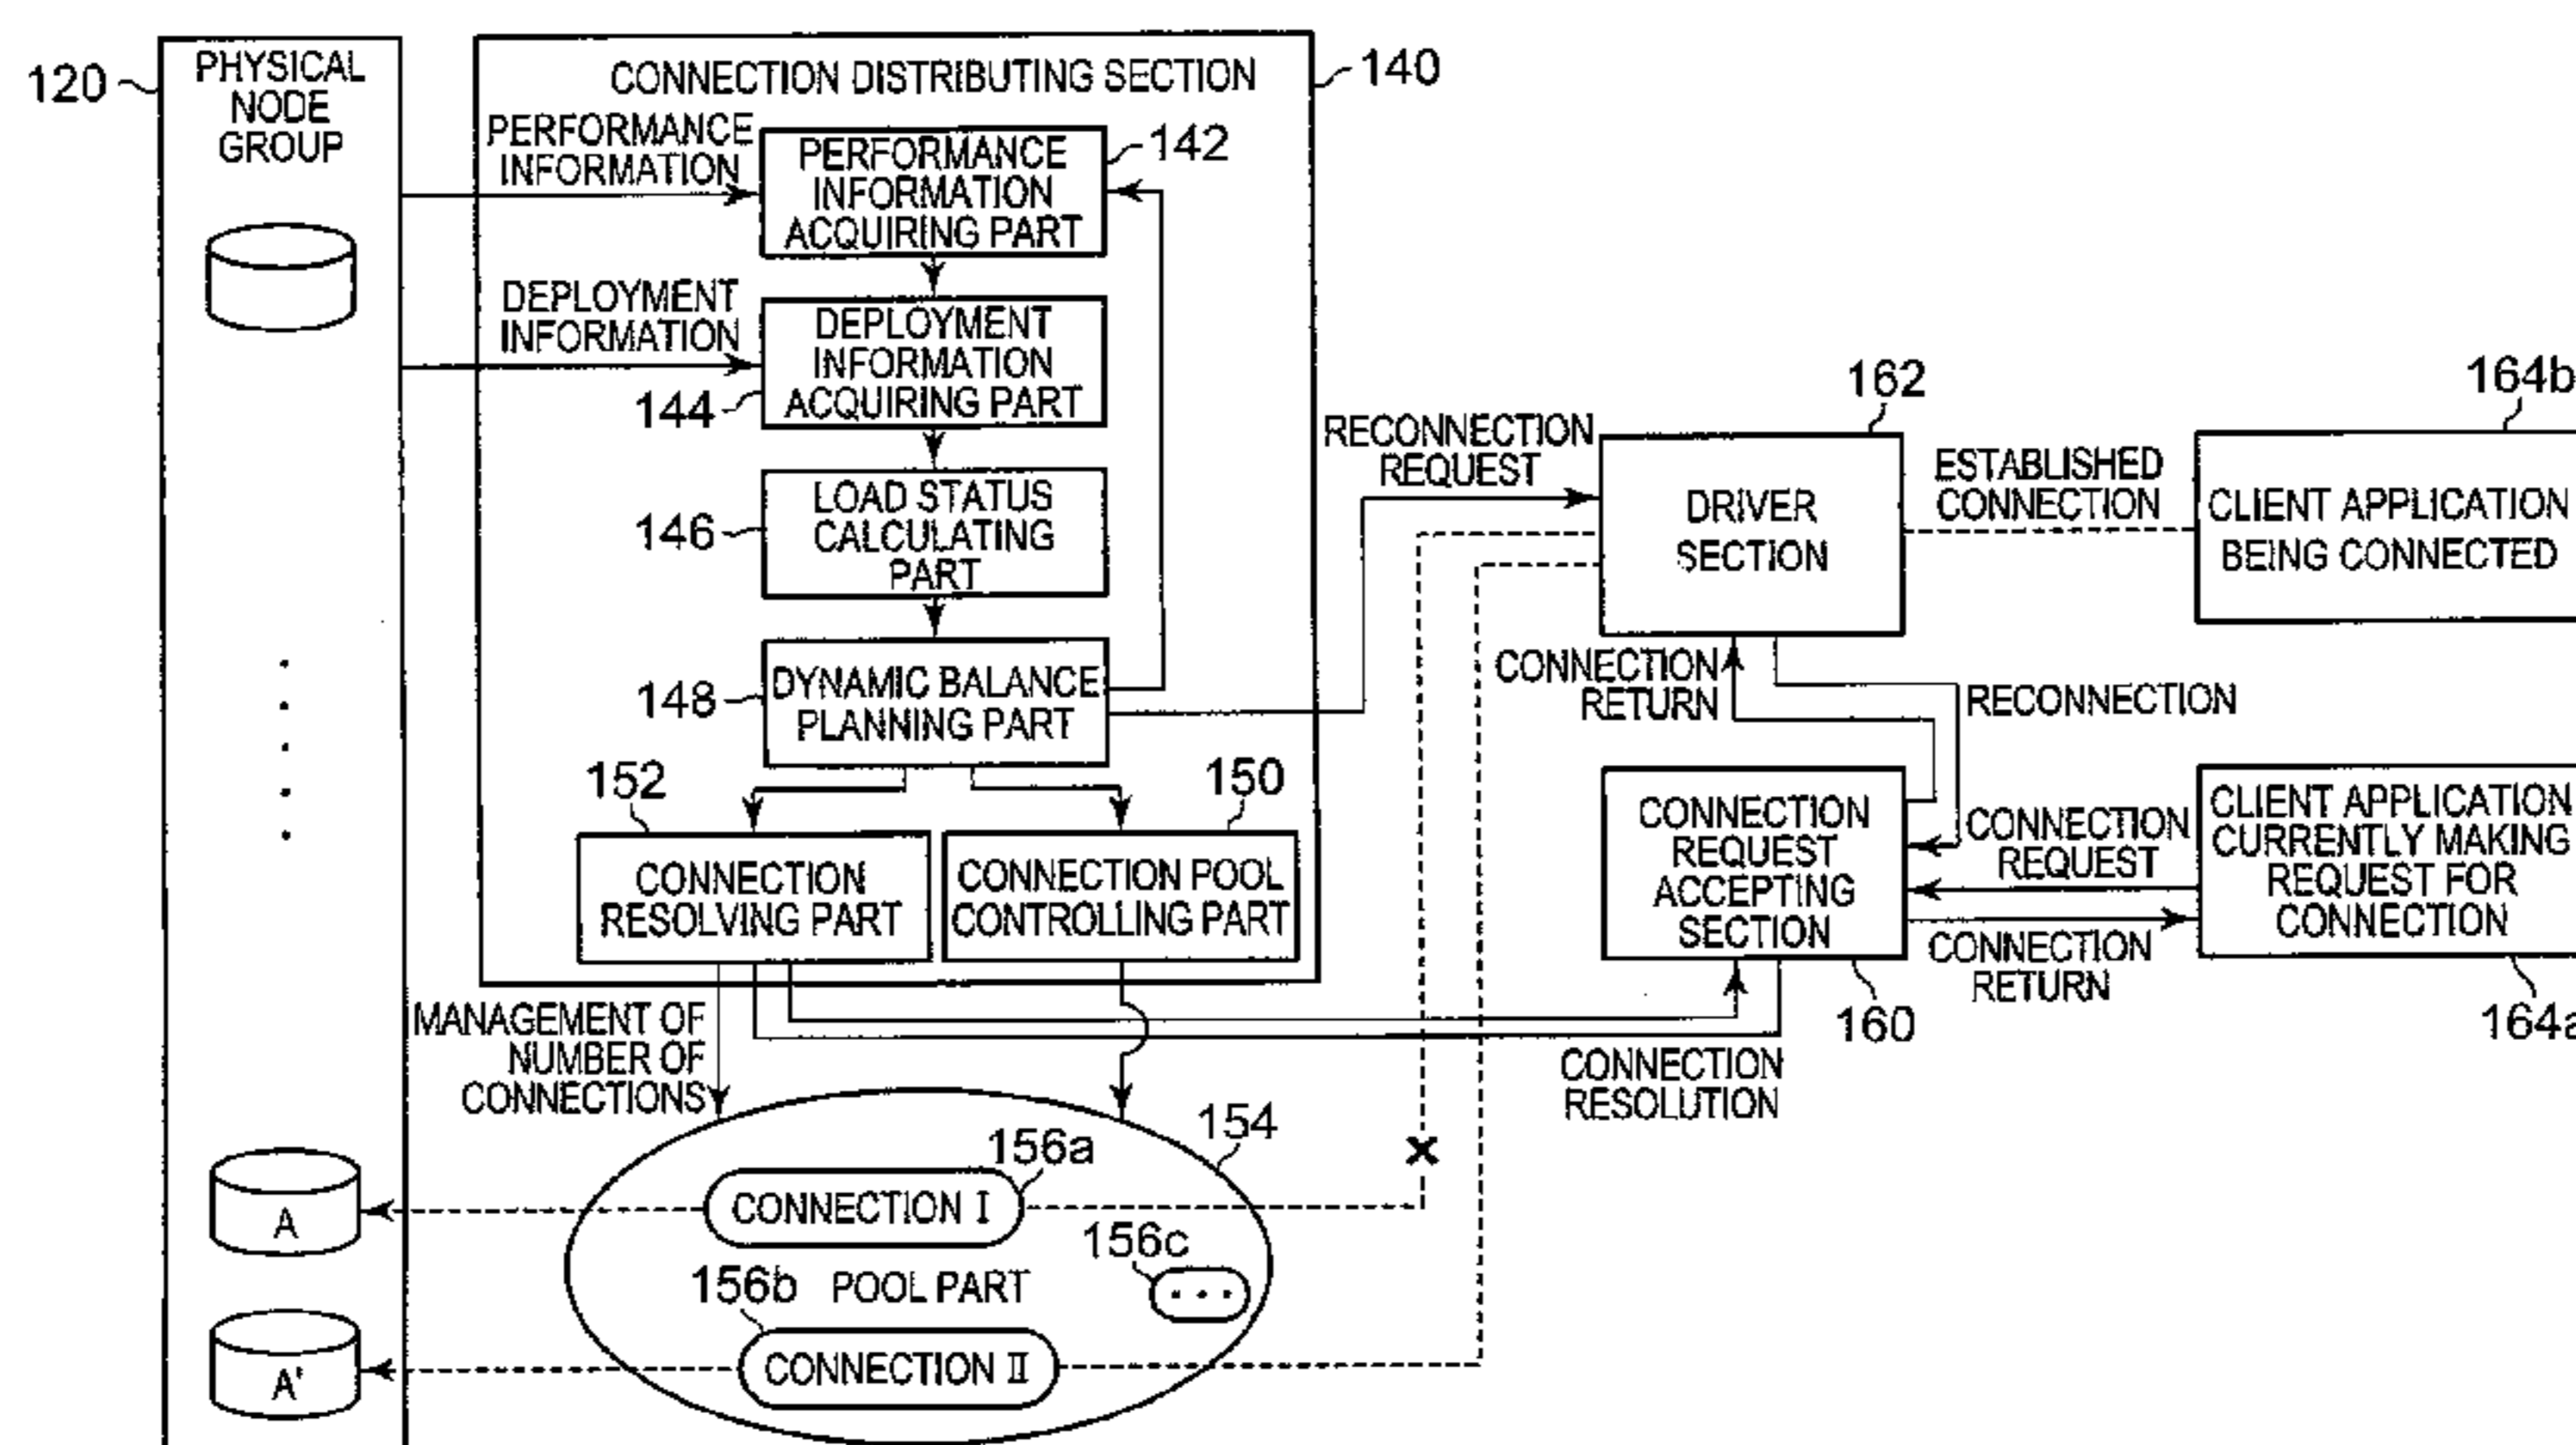 120
PHYSICAL
NODE
GROUP
CONNECTION DISTRIBUTING SECTION
140
PERFORMANCE
INFORMATION
PERFORMANCE
INFORMATION
ACQUIRING PART
142
DEPLOYMENT
INFORMATION
DEPLOYMENT
INFORMATION
ACQUIRING PART
144
LOAD STATUS
CALCULATING
PART
146
DYNAMIC BALANCE
PLANNING PART
148
RECONNECTION
REQUEST
162
DRIVER
SECTION
ESTABLISHED
CONNECTION
164b
CLIENT APPLICATION
BEING CONNECTED
CONNECTION
RETURN
RECONNECTION
152
CONNECTION
RESOLVING PART
150
CONNECTION POOL
CONTROLLING PART
CONNECTION
REQUEST
ACCEPTING
SECTION
160
CONNECTION
REQUEST
CONNECTION
RETURN
CLIENT APPLICATION
CURRENTLY MAKING
REQUEST FOR
CONNECTION
164a
MANAGEMENT OF
NUMBER OF
CONNECTIONS
CONNECTION
RESOLUTION
154
156a
CONNECTION I
A
156c
• • •
156b
POOL PART
CONNECTION II
A'